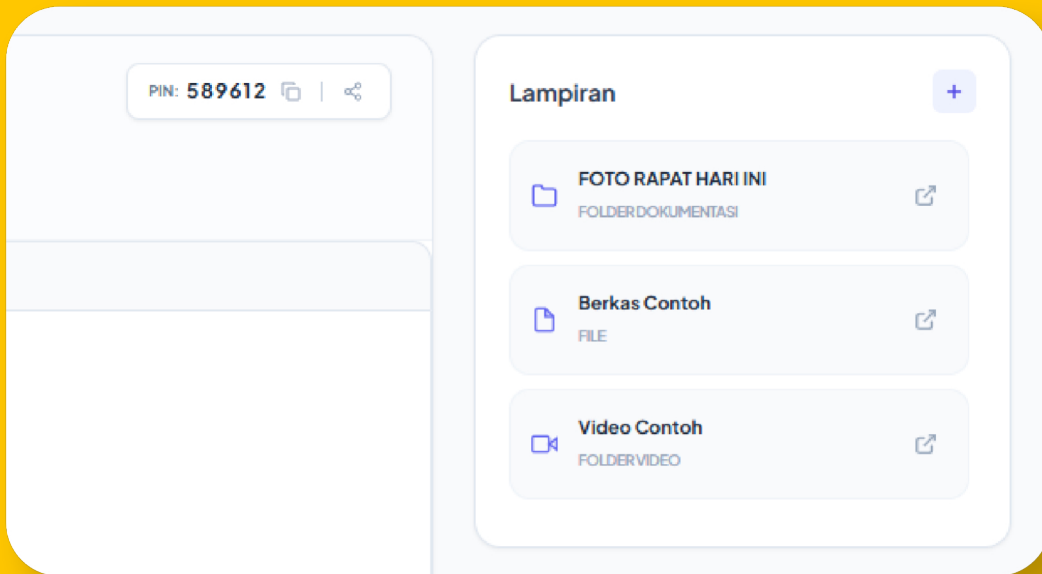 PIN: 589612
Lampiran
+
FOTO RAPAT HARI INI
FOLDER DOKUMENTASI
Berkas Contoh
FILE
Video Contoh
FOLDER VIDEO